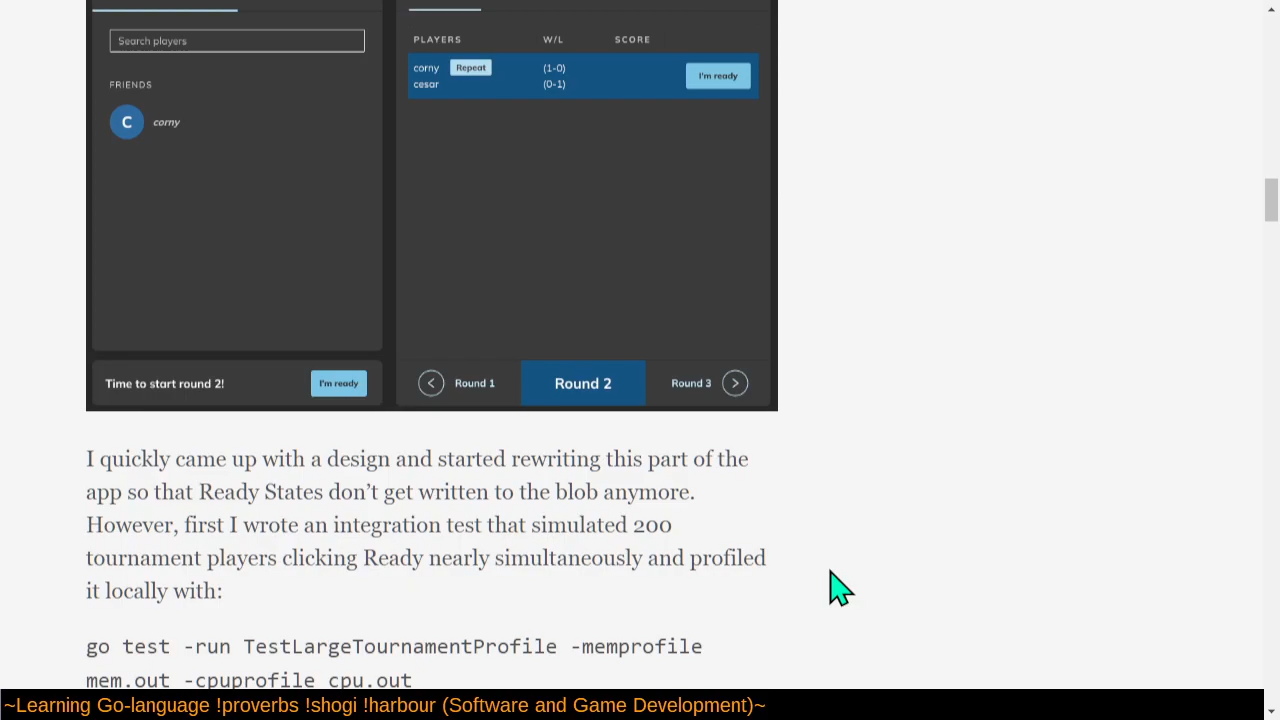 Search players
FRIENDS
C corny
Time to start round 2! I'm ready
PLAYERS W/L SCORE
corny Repeat (1-0)
cesar (0-1)
I'm ready
Round 1 Round 2 Round 3
I quickly came up with a design and started rewriting this part of the
app so that Ready States don’t get written to the blob anymore.
However, first I wrote an integration test that simulated 200
tournament players clicking Ready nearly simultaneously and profiled
it locally with:
go test -run TestLargeTournamentProfile -memprofile
mem.out -cpuprofile cpu.out
~Learning Go-language !proverbs !shogi !harbour (Software and Game Development)~